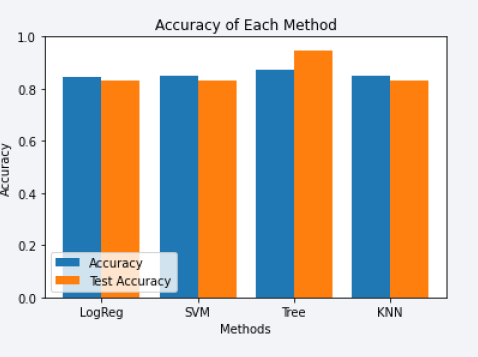 Accuracy of Each Method
1.0
0.8
0.6
0.4
0.2
0.0
Accuracy
Accuracy
Test Accuracy
LogReg SVM Tree KNN
Methods